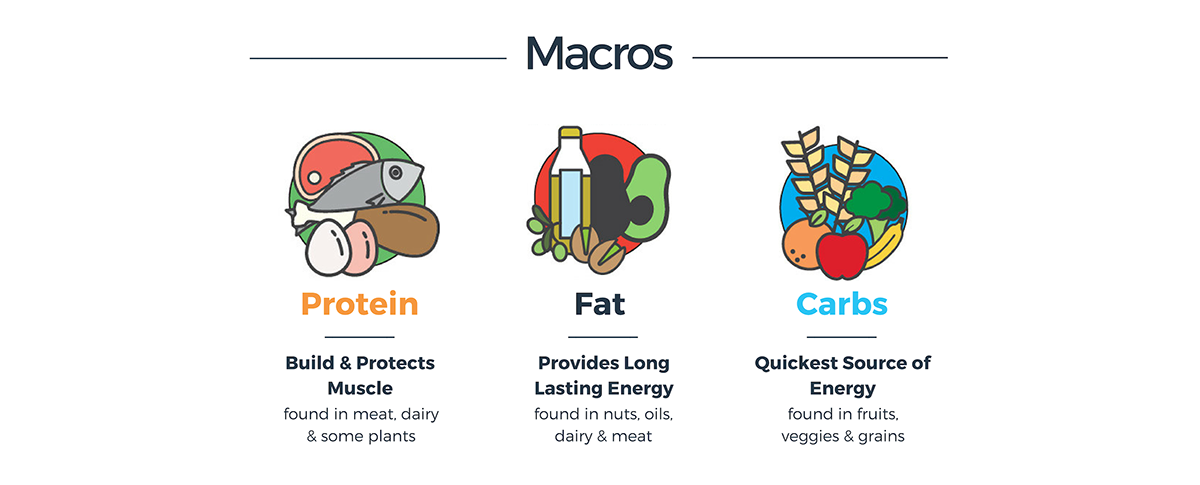 Macros
Protein
Build & Protects
Muscle
found in meat, dairy
& some plants
Fat
Provides Long
Lasting Energy
found in nuts, oils,
dairy & meat
Carbs
Quickest Source of
Energy
found in fruits,
veggies & grains